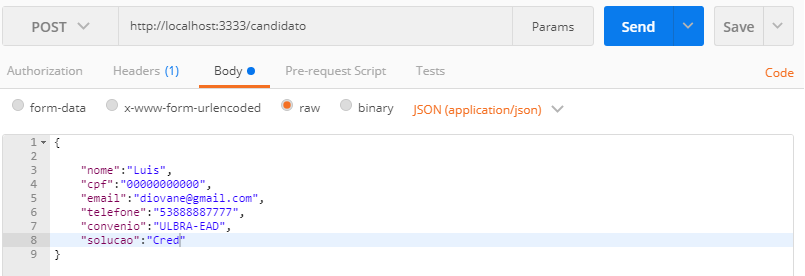 POST http://localhost:3333/candidato Params Send Save
Authorization Headers (1) Body Pre-request Script Tests Code
form-data x-www-form-urlencoded raw binary JSON (application/json)
1 {
2
3 "nome":"Luis",
4 "cpf":"00000000000",
5 "email":"diovane@gmail.com",
6 "telefone":"53888887777",
7 "convenio":"ULBRA-EAD",
8 "solucao":"Cred"
9 }